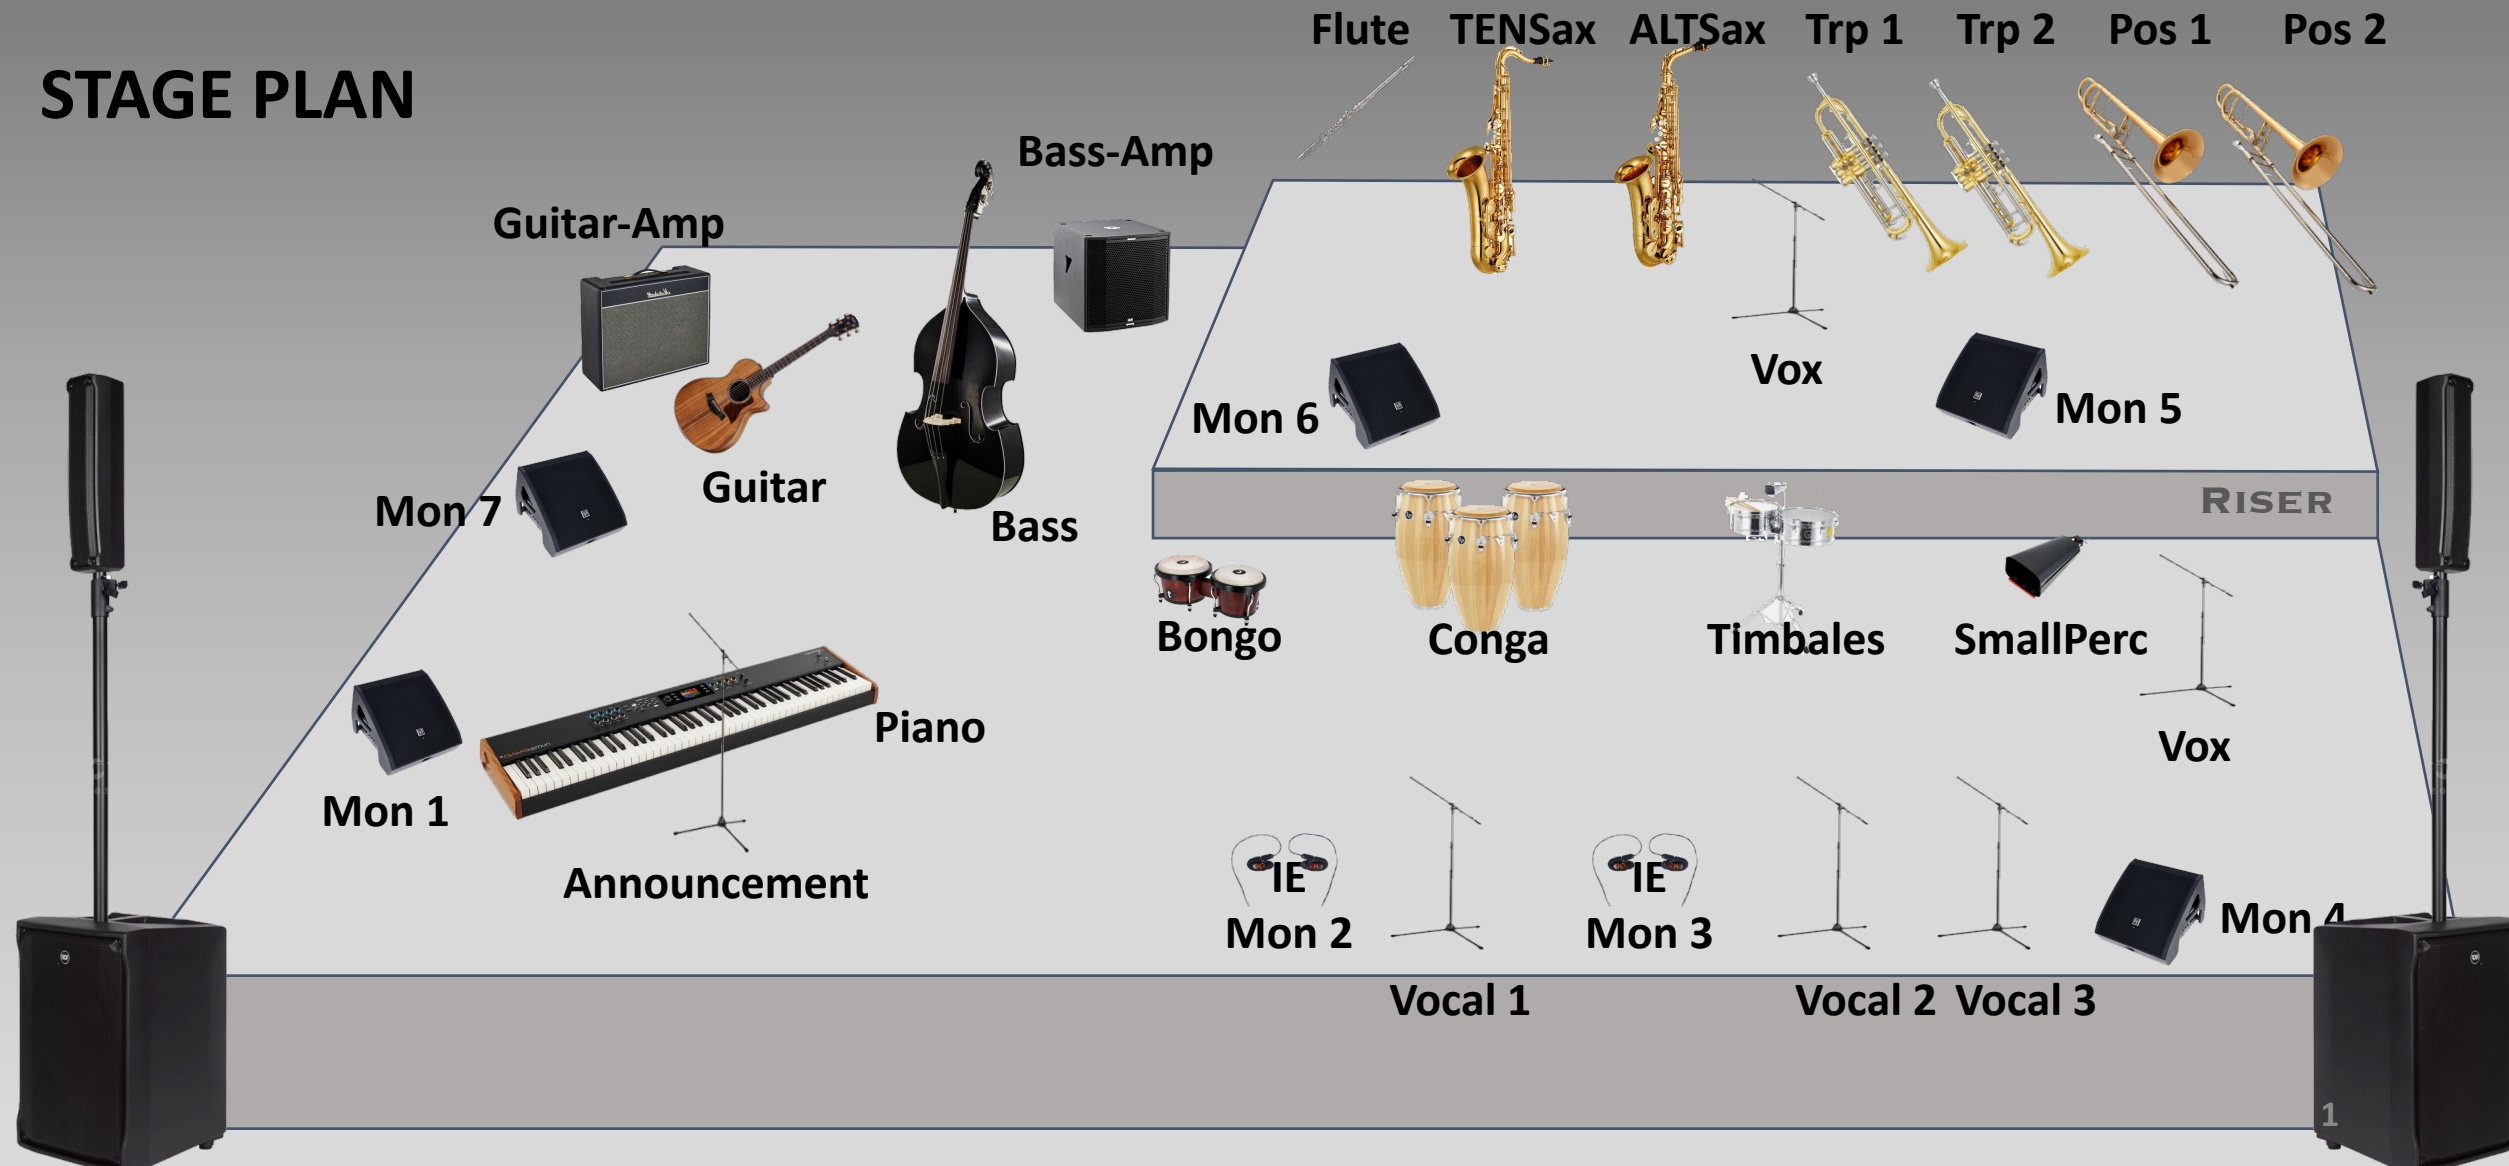 Flute TENSax ALTSax Trp 1 Trp 2 Pos 1 Pos 2
STAGE PLAN
Bass-Amp
Guitar-Amp
Vox
Mon 6
Mon 5
Guitar
Mon 7
RISER
Bass
Bongo
Conga
Timbales
SmallPerc
Piano
Vox
Mon 1
Announcement
IE
IE
Mon 2
Mon 3
Mon 4
Vocal 1
Vocal 2
Vocal 3
1